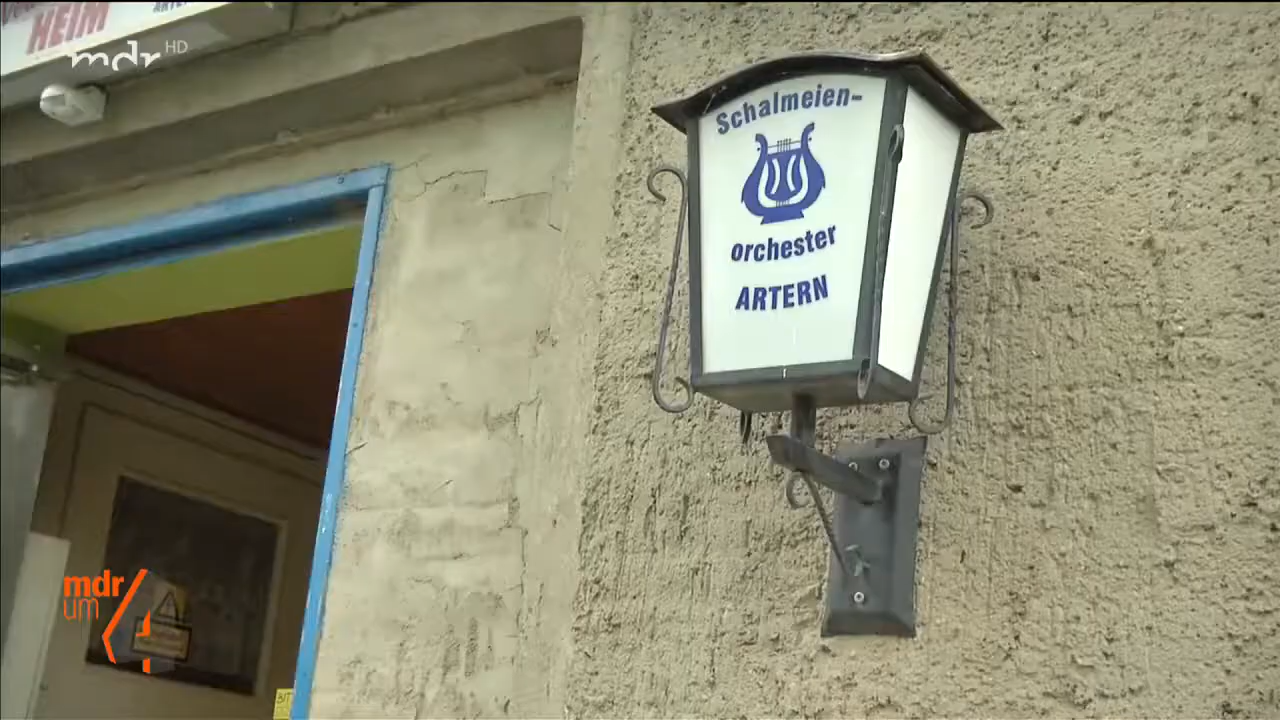 HEIM
mdr HD
Schalmeien-
orchester
ARTERN
mdr
um
4